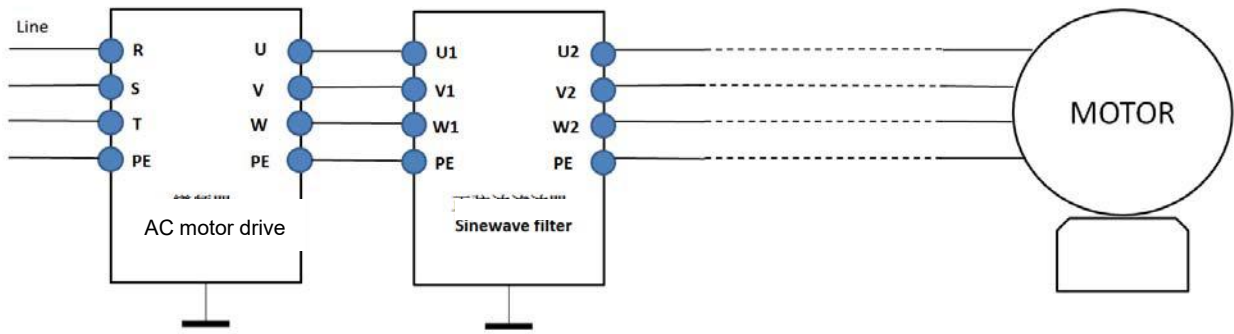 Line
R U U1 U2
S V V1 V2
T W W1 W2
PE PE PE PE
MOTOR
AC motor drive
Sinewave filter